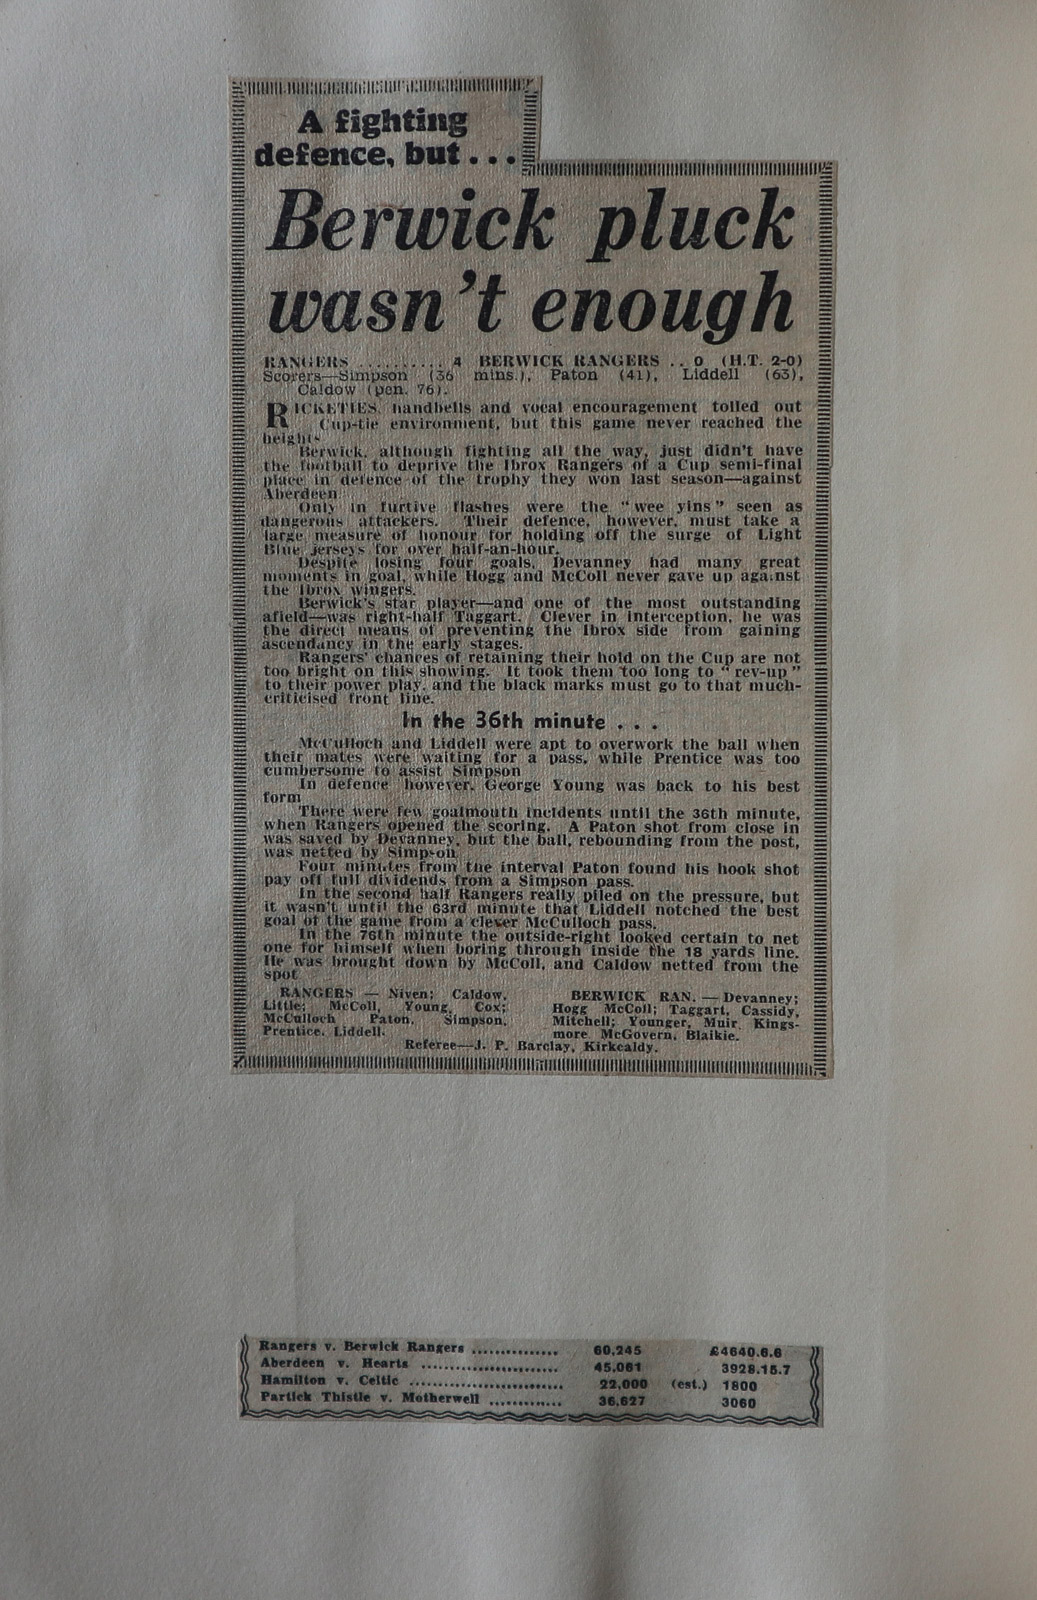 A fighting
defence, but . . .
Berwick pluck
wasn't enough
RANGERS .......... 4 BERWICK RANGERS .. 0 (H.T. 2-0)
Scorers—Simpson (36 mins.), Paton (41), Liddell (63),
Caldow (pen. 76).
RICKETIES, handbells and vocal encouragement tolled out
Cup-tie environment, but this game never reached the
heights
Berwick, although fighting all the way, just didn't have
the football to deprive the Ibrox Rangers of a Cup semi-final
place in defence of the trophy they won last season—against
Aberdeen
Only in furtive flashes were the "wee yins" seen as
dangerous attackers. Their defence, however, must take a
large measure of honour for holding off the surge of Light
Blue jerseys for over half-an-hour.
Despite losing four goals, Devanney had many great
moments in goal, while Hogg and McColl never gave up against
the Ibrox wingers.
Berwick's star player—and one of the most outstanding
afield—was right-half Taggart. Clever in interception, he was
the direct means of preventing the Ibrox side from gaining
ascendancy in the early stages.
Rangers' chances of retaining their hold on the Cup are not
too bright on this showing. It took them too long to "rev-up"
to their power play, and the black marks must go to that much-
criticised front line.
In the 36th minute . . .
McCulloch and Liddell were apt to overwork the ball when
their mates were waiting for a pass, while Prentice was too
cumbersome to assist Simpson
In defence however, George Young was back to his best
form
There were few goalmouth incidents until the 36th minute,
when Rangers opened the scoring. A Paton shot from close in
was saved by Devanney, but the ball, rebounding from the post,
was netted by Simpson.
Four minutes from the interval Paton found his hook shot
pay off full dividends from a Simpson pass.
In the second half Rangers really piled on the pressure, but
it wasn't until the 63rd minute that Liddell notched the best
goal of the game from a clever McCulloch pass.
In the 76th minute the outside-right looked certain to net
one for himself when boring through inside the 18 yards line.
He was brought down by McColl, and Caldow netted from the
spot
RANGERS — Niven; Caldow,
Little; McColl, Young, Cox;
McCulloch Paton, Simpson,
Prentice, Liddell.
BERWICK RAN. — Devanney;
Hogg McColl; Taggart, Cassidy,
Mitchell; Younger, Muir, Kings-
more McGovern, Blaikie.
Referee—J. P. Barclay, Kirkcaldy.
Rangers v. Berwick Rangers .............. 60,245 £4640.6.6
Aberdeen v. Hearts ...................... 45,061 3928.15.7
Hamilton v. Celtic ........................ 22,000 (est.) 1800
Partick Thistle v. Motherwell ............ 36,627 3060